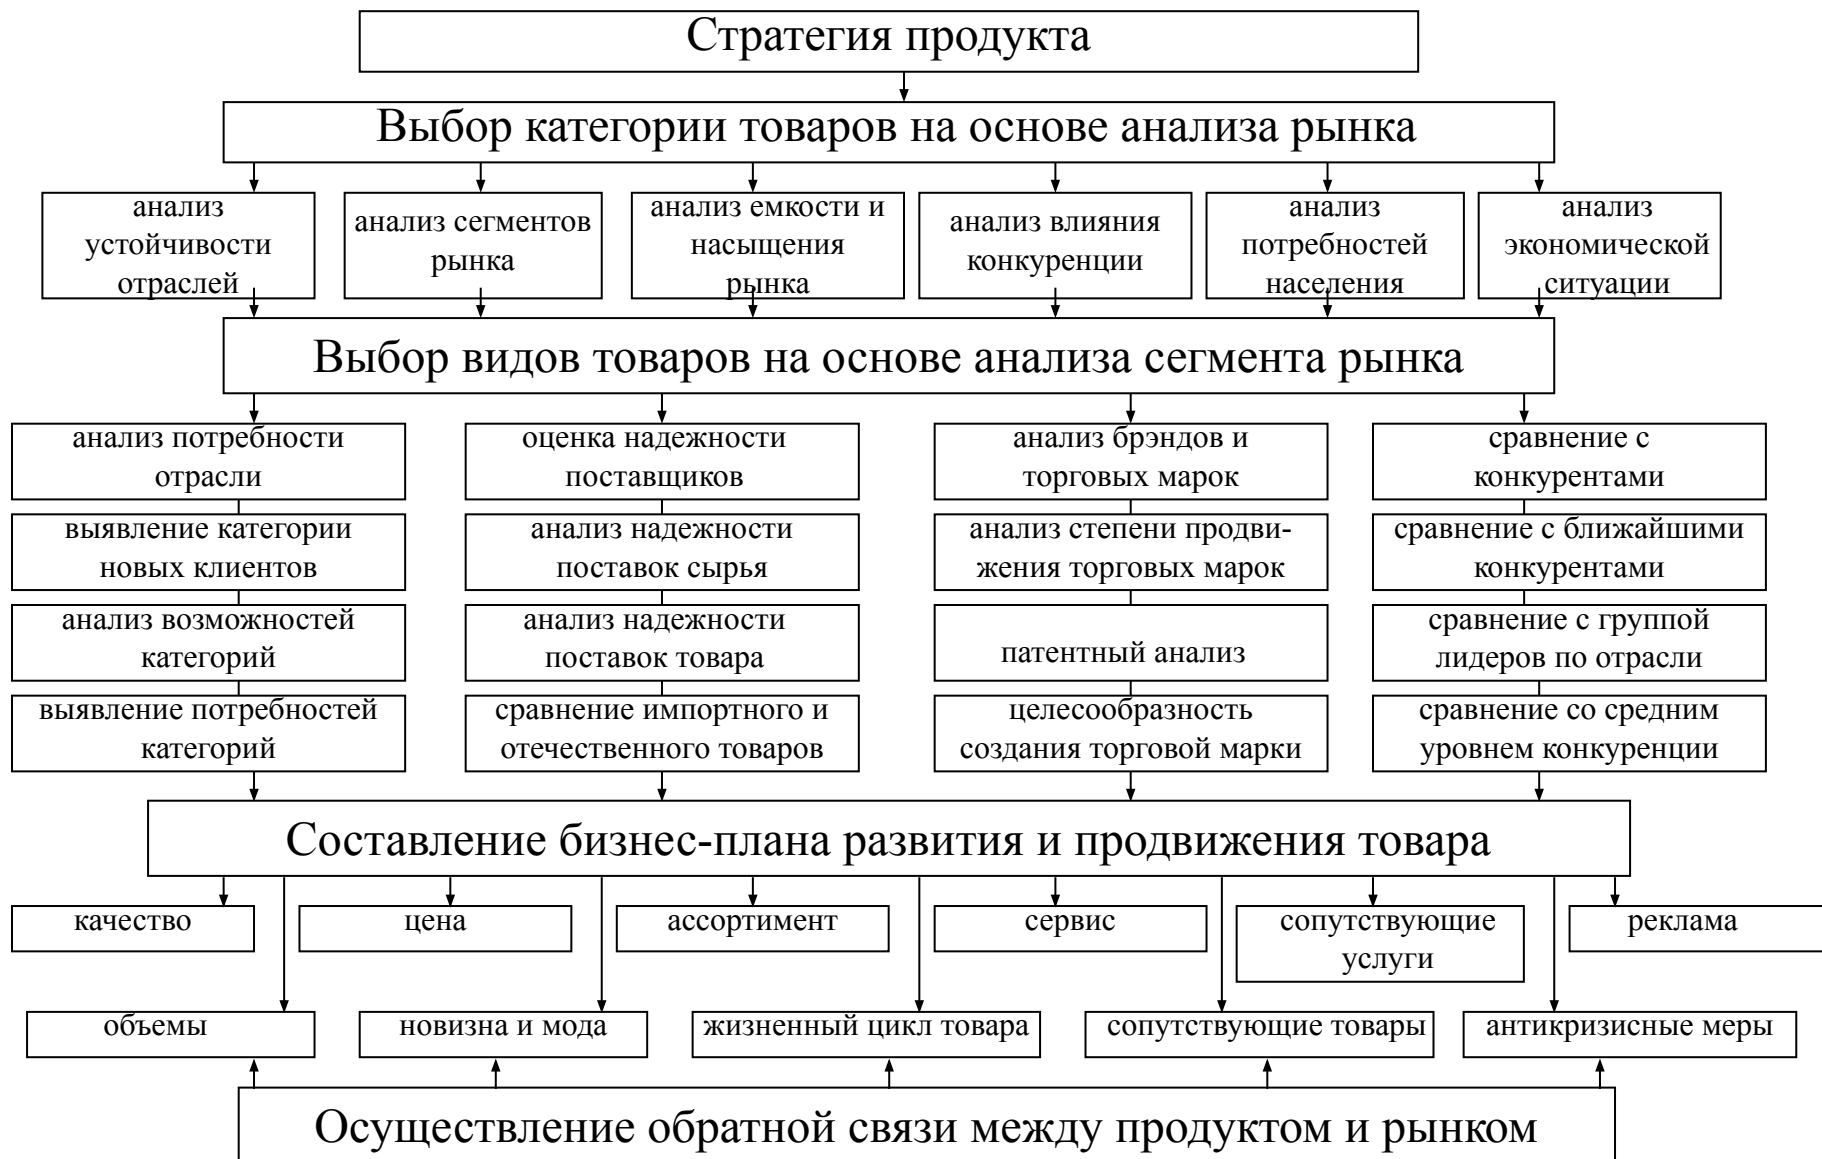 Стратегия продукта
Выбор категории товаров на основе анализа рынка
анализ
устойчивости
отраслей
анализ сегментов
рынка
анализ емкости и
насыщения
рынка
анализ влияния
конкуренции
анализ
потребностей
населения
анализ
экономической
ситуации
Выбор видов товаров на основе анализа сегмента рынка
анализ потребности
отрасли
оценка надежности
поставщиков
анализ брэндов и
торговых марок
сравнение с
конкурентами
выявление категории
новых клиентов
анализ надежности
поставок сырья
анализ степени продви-
жения торговых марок
сравнение с ближайшими
конкурентами
анализ возможностей
категорий
анализ надежности
поставок товара
патентный анализ
сравнение с группой
лидеров по отрасли
выявление потребностей
категорий
сравнение импортного и
отечественного товаров
целесообразность
создания торговой марки
сравнение со средним
уровнем конкуренции
Составление бизнес-плана развития и продвижения товара
качество
цена
ассортимент
сервис
сопутствующие
услуги
реклама
объемы
новизна и мода
жизненный цикл товара
сопутствующие товары
антикризисные меры
Осуществление обратной связи между продуктом и рынком